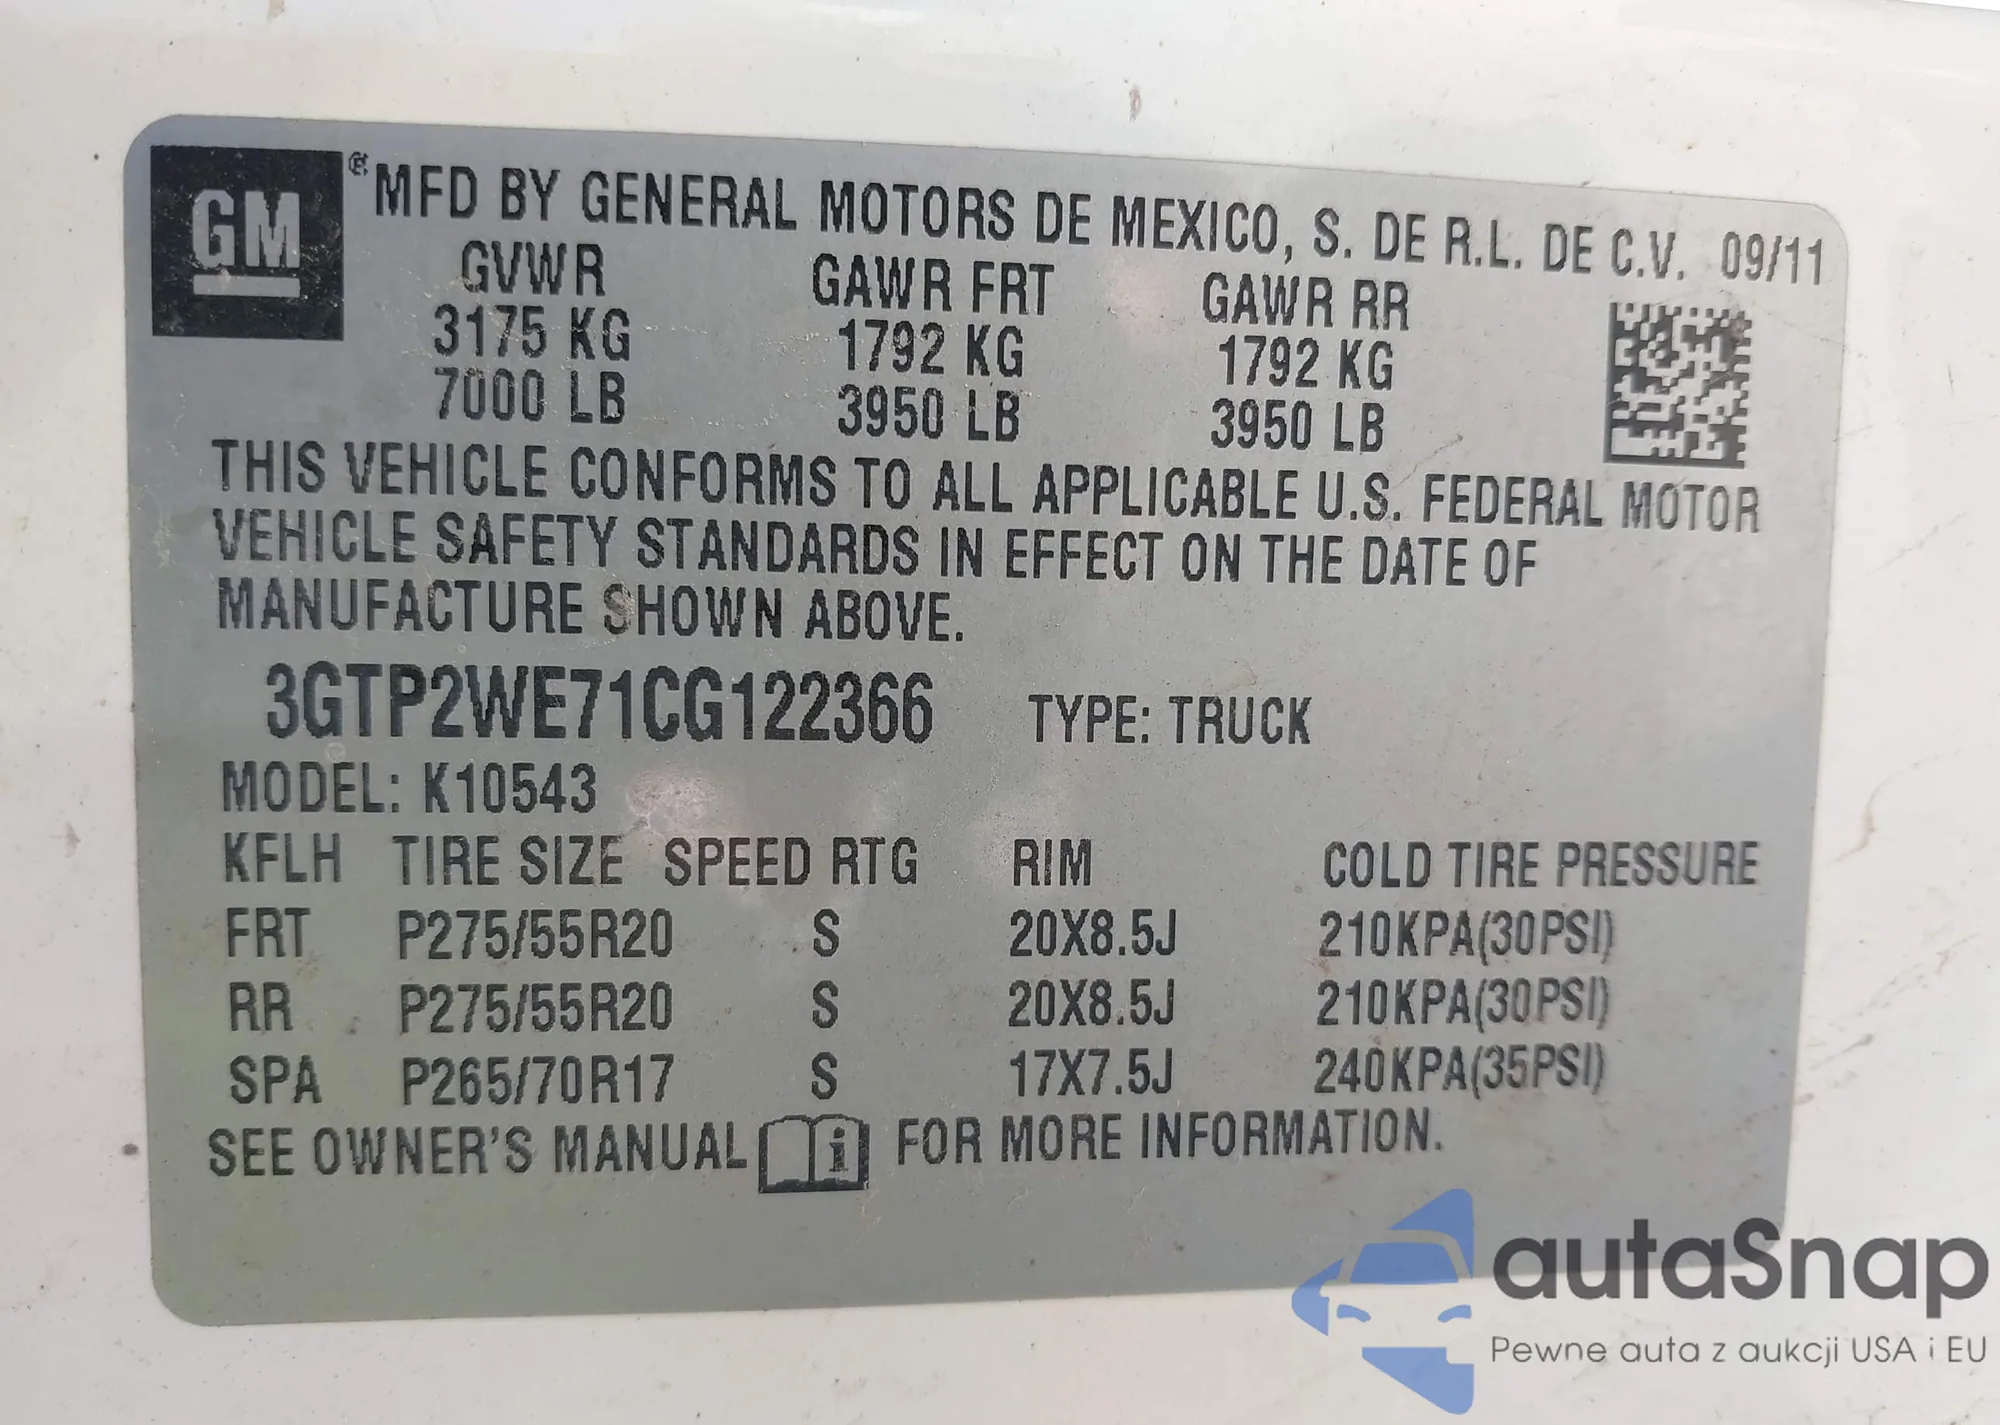 GM
® MFD BY GENERAL MOTORS DE MEXICO, S. DE R.L. DE C.V. 09/11
GVWR GAWR FRT GAWR RR
3175 KG 1792 KG 1792 KG
7000 LB 3950 LB 3950 LB
THIS VEHICLE CONFORMS TO ALL APPLICABLE U.S. FEDERAL MOTOR
VEHICLE SAFETY STANDARDS IN EFFECT ON THE DATE OF
MANUFACTURE SHOWN ABOVE.
3GTP2WE71CG122366 TYPE: TRUCK
MODEL: K10543
KFLH TIRE SIZE SPEED RTG RIM COLD TIRE PRESSURE
FRT P275/55R20 S 20X8.5J 210KPA(30PSI)
RR P275/55R20 S 20X8.5J 210KPA(30PSI)
SPA P265/70R17 S 17X7.5J 240KPA(35PSI)
SEE OWNER'S MANUAL i FOR MORE INFORMATION.
autaSnap
Pewne auta z aukcji USA i EU